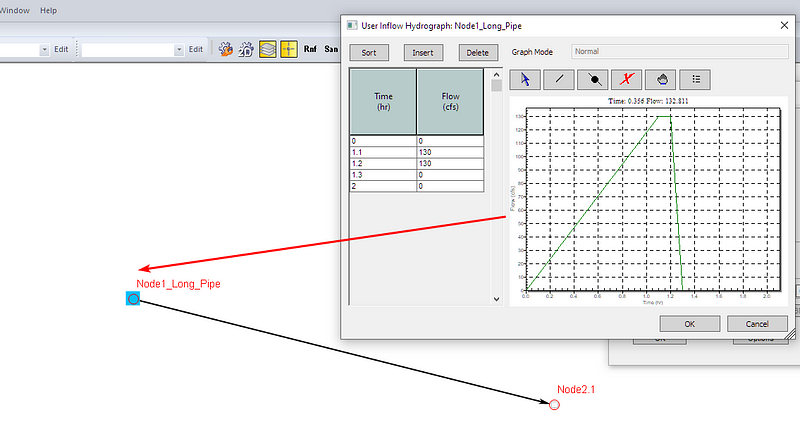 Window Help
User Inflow Hydrograph: Node1_Long_Pipe
Edit Edit Rnf San
Sort Insert Delete Graph Mode Normal
Time (hr) Flow (cfs)
0 0
1.1 130
1.2 130
1.3 0
2 0
Time: 0.356 Flow: 132.811
130
120
110
100
90
80
70
60
50
40
30
20
10
0
Flow (cfs)
0.0 0.2 0.4 0.6 0.8 1.0 1.2 1.4 1.6 1.8 2.0
Time (hr)
OK Cancel
OK Options
Node1_Long_Pipe
Node2.1